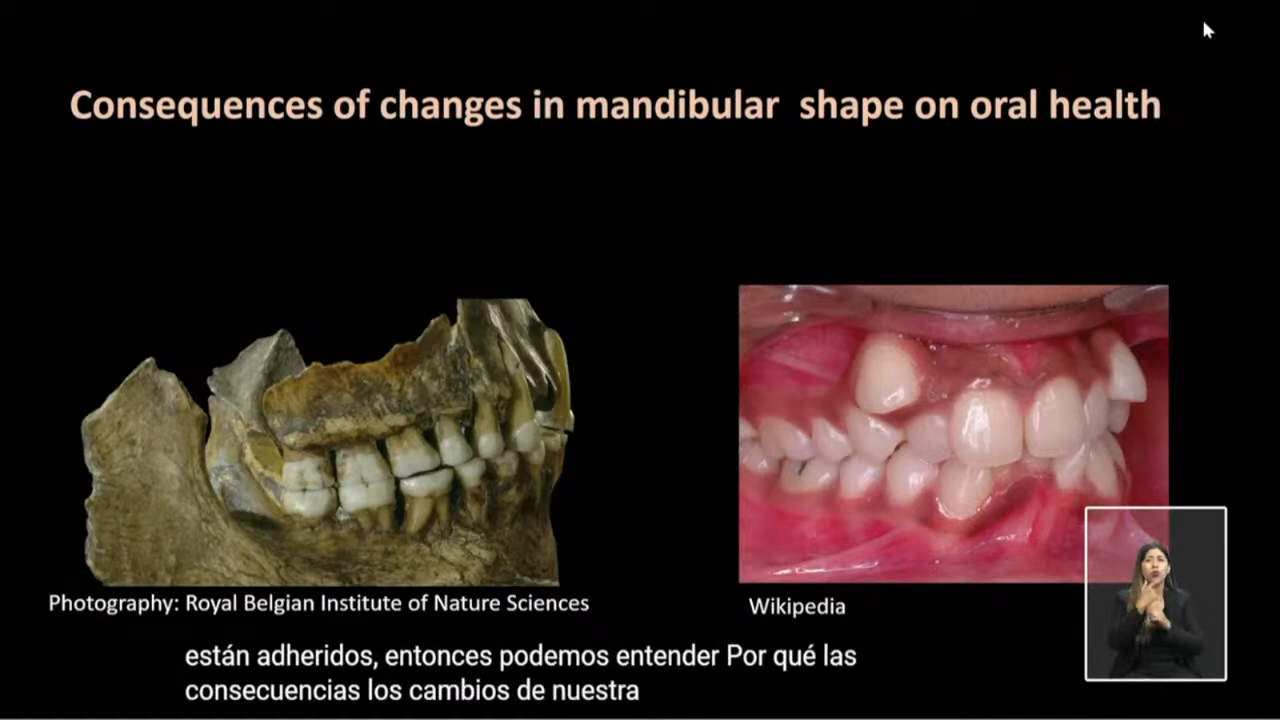 Consequences of changes in mandibular shape on oral health
Photography: Royal Belgian Institute of Nature Sciences
Wikipedia
están adheridos, entonces podemos entender Por qué las
consecuencias los cambios de nuestra